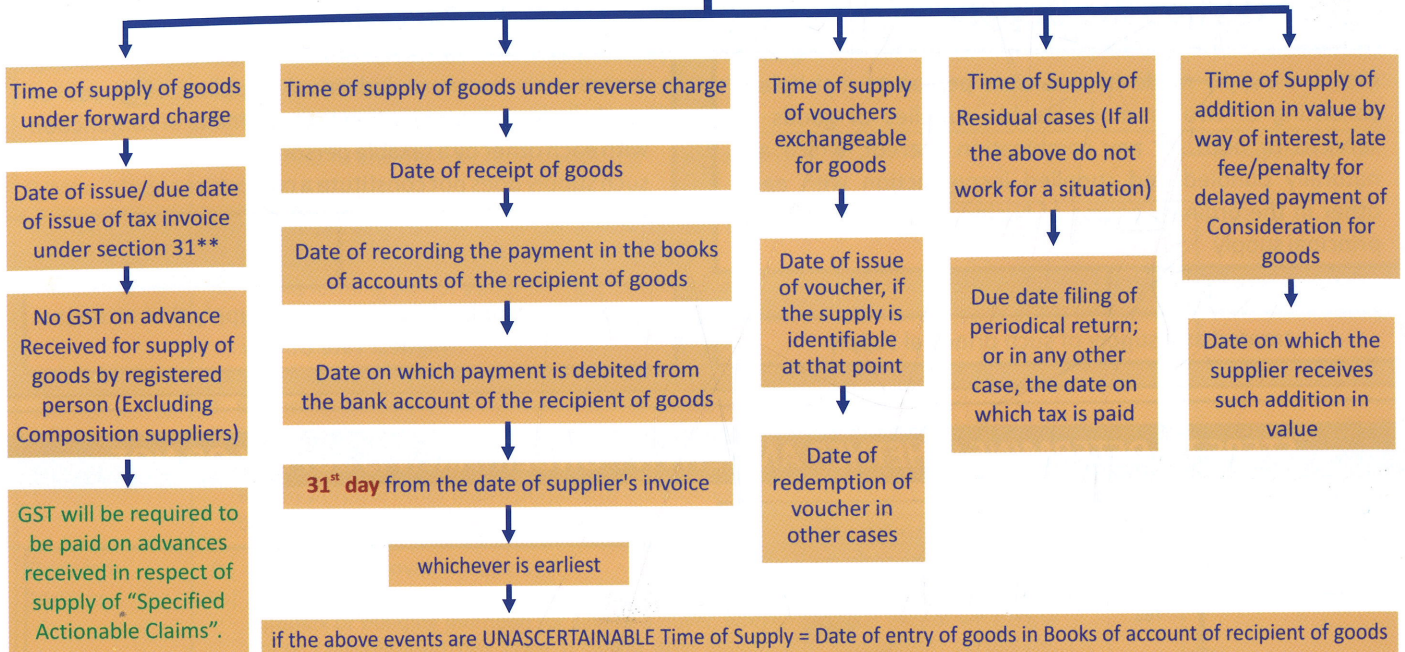 Time of supply of goods
under forward charge
Date of issue/ due date
of issue of tax invoice
under section 31**
No GST on advance
Received for supply of
goods by registered
person (Excluding
Composition suppliers)
GST will be required to
be paid on advances
received in respect of
supply of “Specified
Actionable Claims”.
Time of supply of goods under reverse charge
Date of receipt of goods
Date of recording the payment in the books
of accounts of the recipient of goods
Date on which payment is debited from
the bank account of the recipient of goods
31st day from the date of supplier's invoice
whichever is earliest
if the above events are UNASCERTAINABLE Time of Supply = Date of entry of goods in Books of account of recipient of goods
Time of supply
of vouchers
exchangeable
for goods
Date of issue
of voucher, if
the supply is
identifiable
at that point
Date of
redemption of
voucher in
other cases
Time of Supply of
Residual cases (If all
the above do not
work for a situation)
Due date filing of
periodical return;
or in any other
case, the date on
which tax is paid
Time of Supply of
addition in value by
way of interest, late
fee/penalty for
delayed payment of
Consideration for
goods
Date on which the
supplier receives
such addition in
value